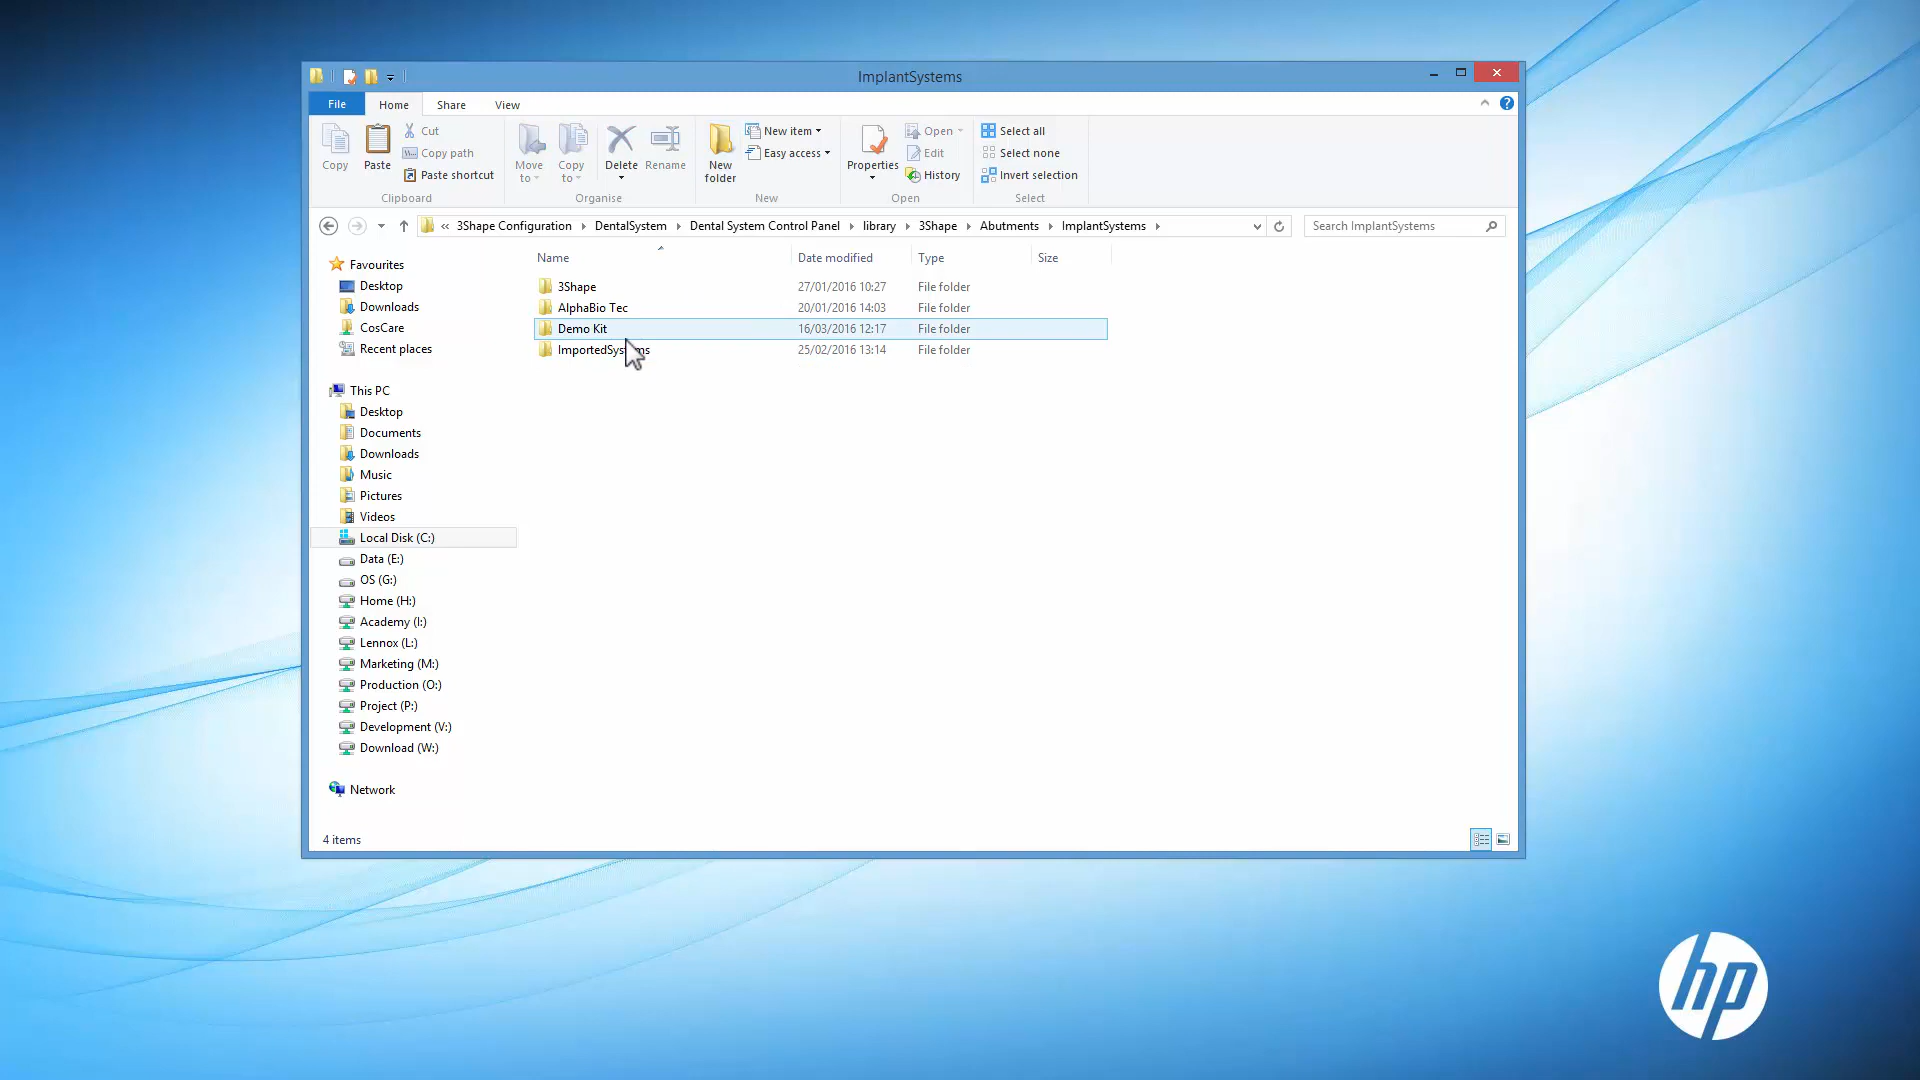 ImplantSystems
File Home Share View
Copy
Paste
Cut
Copy path
Paste shortcut
Clipboard
Move to
Copy to
Delete
Rename
Organise
New folder
New item
Easy access
New
Properties
Open
Edit
History
Open
Select all
Select none
Invert selection
Select
« 3Shape Configuration DentalSystem Dental System Control Panel library 3Shape Abutments ImplantSystems
Search ImplantSystems
Name Date modified Type Size
3Shape 27/01/2016 10:27 File folder
AlphaBio Tec 20/01/2016 14:03 File folder
Demo Kit 16/03/2016 12:17 File folder
ImportedSystems 25/02/2016 13:14 File folder
Favourites
Desktop
Downloads
CosCare
Recent places
This PC
Desktop
Documents
Downloads
Music
Pictures
Videos
Local Disk (C:)
Data (E:)
OS (G:)
Home (H:)
Academy (I:)
Lennox (L:)
Marketing (M:)
Production (O:)
Project (P:)
Development (V:)
Download (W:)
Network
4 items
hp